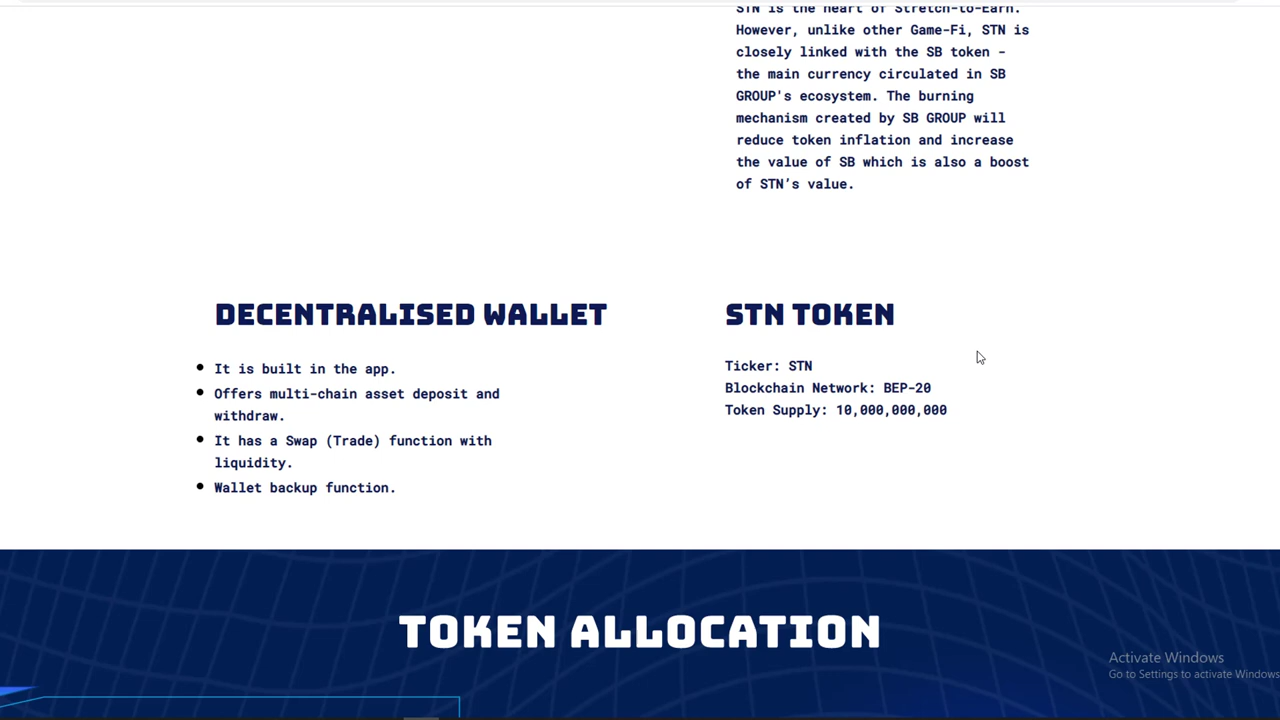 STN is the heart of Stretch-to-Earn.
However, unlike other Game-Fi, STN is
closely linked with the SB token -
the main currency circulated in SB
GROUP's ecosystem. The burning
mechanism created by SB GROUP will
reduce token inflation and increase
the value of SB which is also a boost
of STN’s value.
DECENTRALISED WALLET
It is built in the app.
Offers multi-chain asset deposit and
withdraw.
It has a Swap (Trade) function with
liquidity.
Wallet backup function.
STN TOKEN
Ticker: STN
Blockchain Network: BEP-20
Token Supply: 10,000,000,000
TOKEN ALLOCATION
Activate Windows
Go to Settings to activate Windows